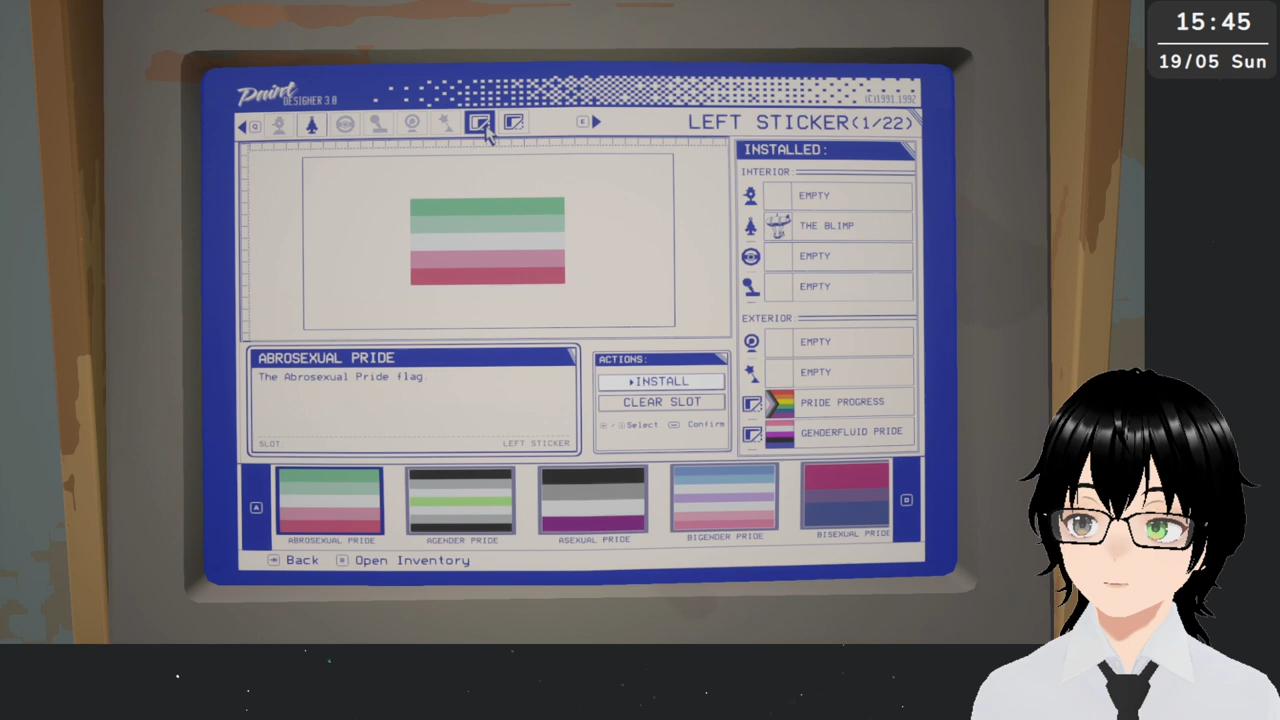 15:45
19/05 Sun
Paint
DESIGNER 3.0
(C)1991,1992
Q
E
LEFT STICKER(1/22)
INSTALLED:
INTERIOR
EMPTY
THE BLIMP
EMPTY
EMPTY
EXTERIOR
EMPTY
EMPTY
PRIDE PROGRESS
GENDERFLUID PRIDE
ABROSEXUAL PRIDE
The Abrosexual Pride flag.
SLOT
LEFT STICKER
ACTIONS:
INSTALL
CLEAR SLOT
Select
Confirm
A
D
ABROSEXUAL PRIDE
AGENDER PRIDE
ASEXUAL PRIDE
BIGENDER PRIDE
BISEXUAL PRIDE
Back
Open Inventory